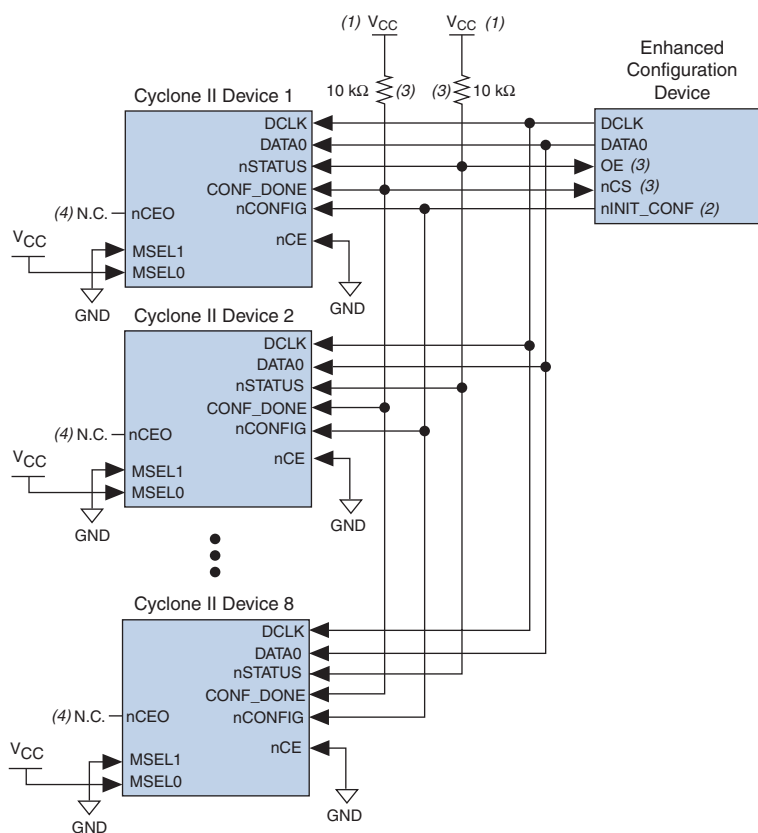 (1) VCC
VCC (1)
10 kΩ (3)
(3) 10 kΩ
Enhanced
Configuration
Device
DCLK
DATA0
OE (3)
nCS (3)
nINIT_CONF (2)
Cyclone II Device 1
DCLK
DATA0
nSTATUS
CONF_DONE
nCONFIG
nCE
(4) N.C.
nCEO
VCC
MSEL1
MSEL0
GND
GND
Cyclone II Device 2
DCLK
DATA0
nSTATUS
CONF_DONE
nCONFIG
nCE
(4) N.C.
nCEO
VCC
MSEL1
MSEL0
GND
GND
Cyclone II Device 8
DCLK
DATA0
nSTATUS
CONF_DONE
nCONFIG
nCE
(4) N.C.
nCEO
VCC
MSEL1
MSEL0
GND
GND